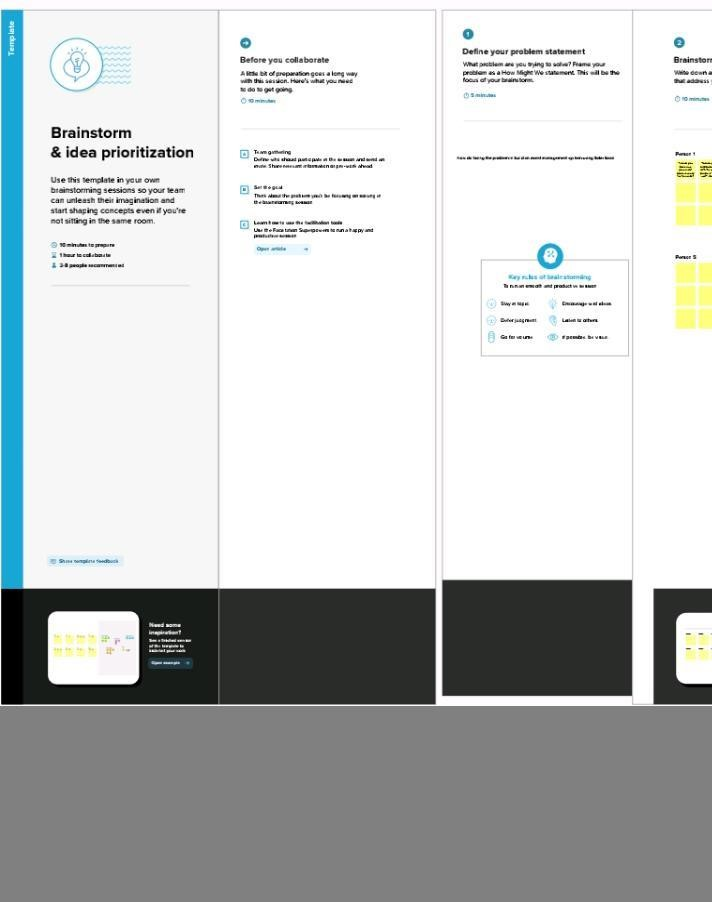 Template
Brainstorm
& idea prioritization
Use this template in your own
brainstorming sessions so your team
can unleash their imagination and
start shaping concepts even if you're
not sitting in the same room.
10 minutes to prepare
1 hour to collaborate
2-8 people recommended
Share template feedback
Need some
inspiration?
See a finished version
of this template to
kickstart your work.
Open example
Before you collaborate
A little bit of preparation goes a long way
with this session. Here's what you need
to do to get going.
10 minutes
A
Team gathering
Define who should participate in the session and send an
invite. Share relevant information or pre-work ahead.
B
Set the goal
Think about the problem you'll be focusing on solving in
the brainstorming session.
C
Learn how to use the facilitation tools
Use the Facilitation Superpowers to run a happy and
productive session.
Open article
1
Define your problem statement
What problem are you trying to solve? Frame your
problem as a How Might We statement. This will be the
focus of your brainstorm.
5 minutes
Key rules of brainstorming
To run an smooth and productive session
Stay in topic.
Encourage wild ideas.
Defer judgment.
Listen to others.
Go for volume.
If possible, be visual.
2
Brainstorm
Write down a
that address
10 minutes
Person 1
Person 5